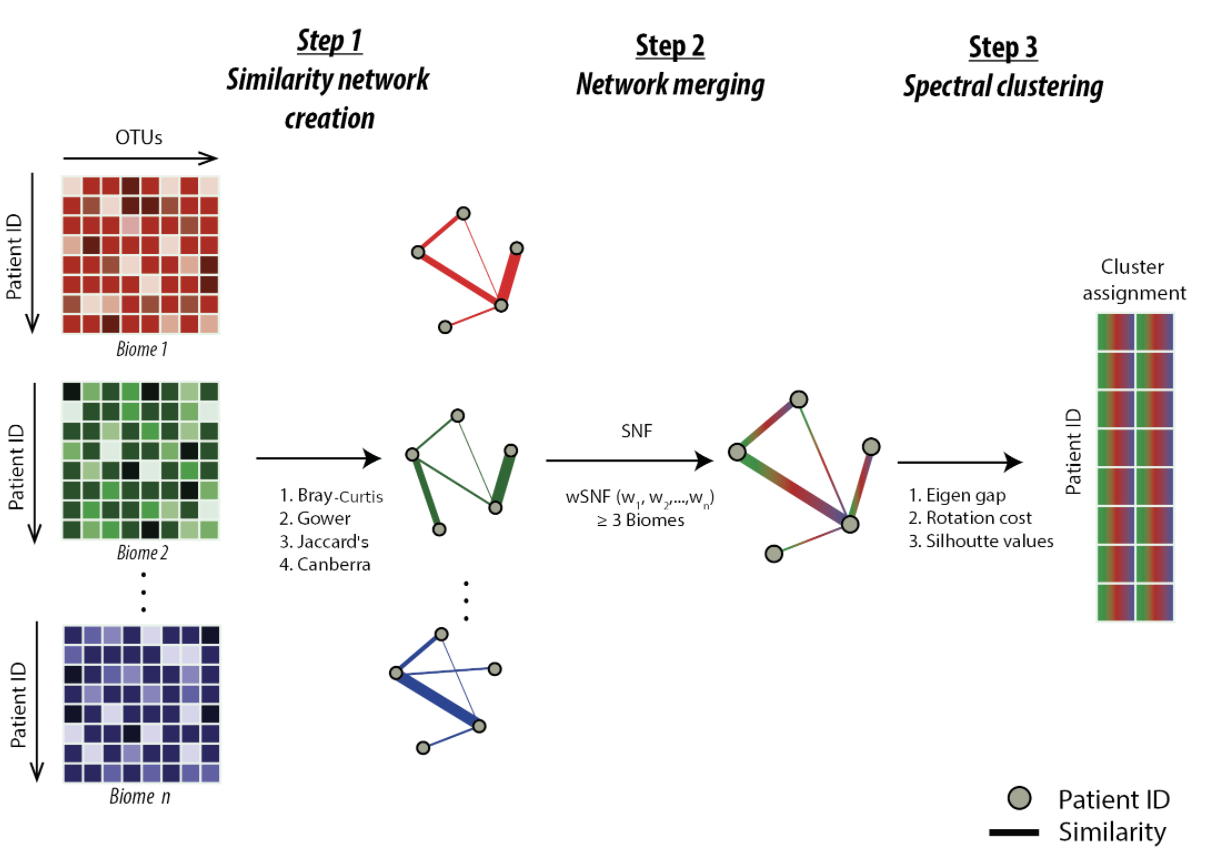 Step 1
Similarity network
creation
Step 2
Network merging
Step 3
Spectral clustering
OTUs
Patient ID
Biome 1
Patient ID
Biome 2
Patient ID
Biome n
1. Bray-Curtis
2. Gower
3. Jaccard's
4. Canberra
SNF
wSNF (w1, w2,...,wn)
≥ 3 Biomes
1. Eigen gap
2. Rotation cost
3. Silhoutte values
Cluster
assignment
Patient ID
Patient ID
Similarity